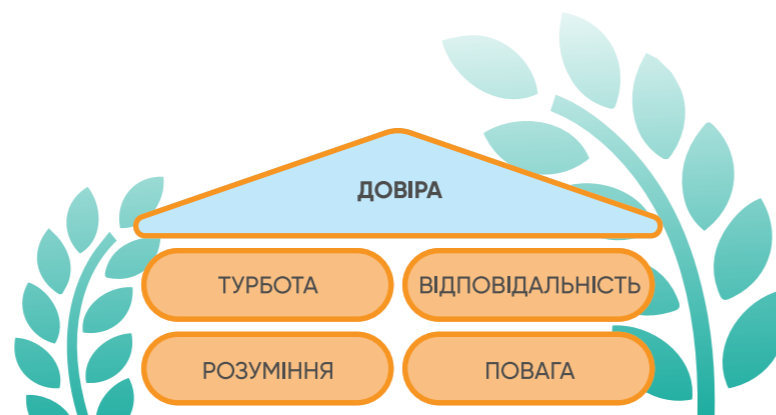 ДОВІРА
ТУРБОТА ВІДПОВІДАЛЬНІСТЬ
РОЗУМІННЯ ПОВАГА